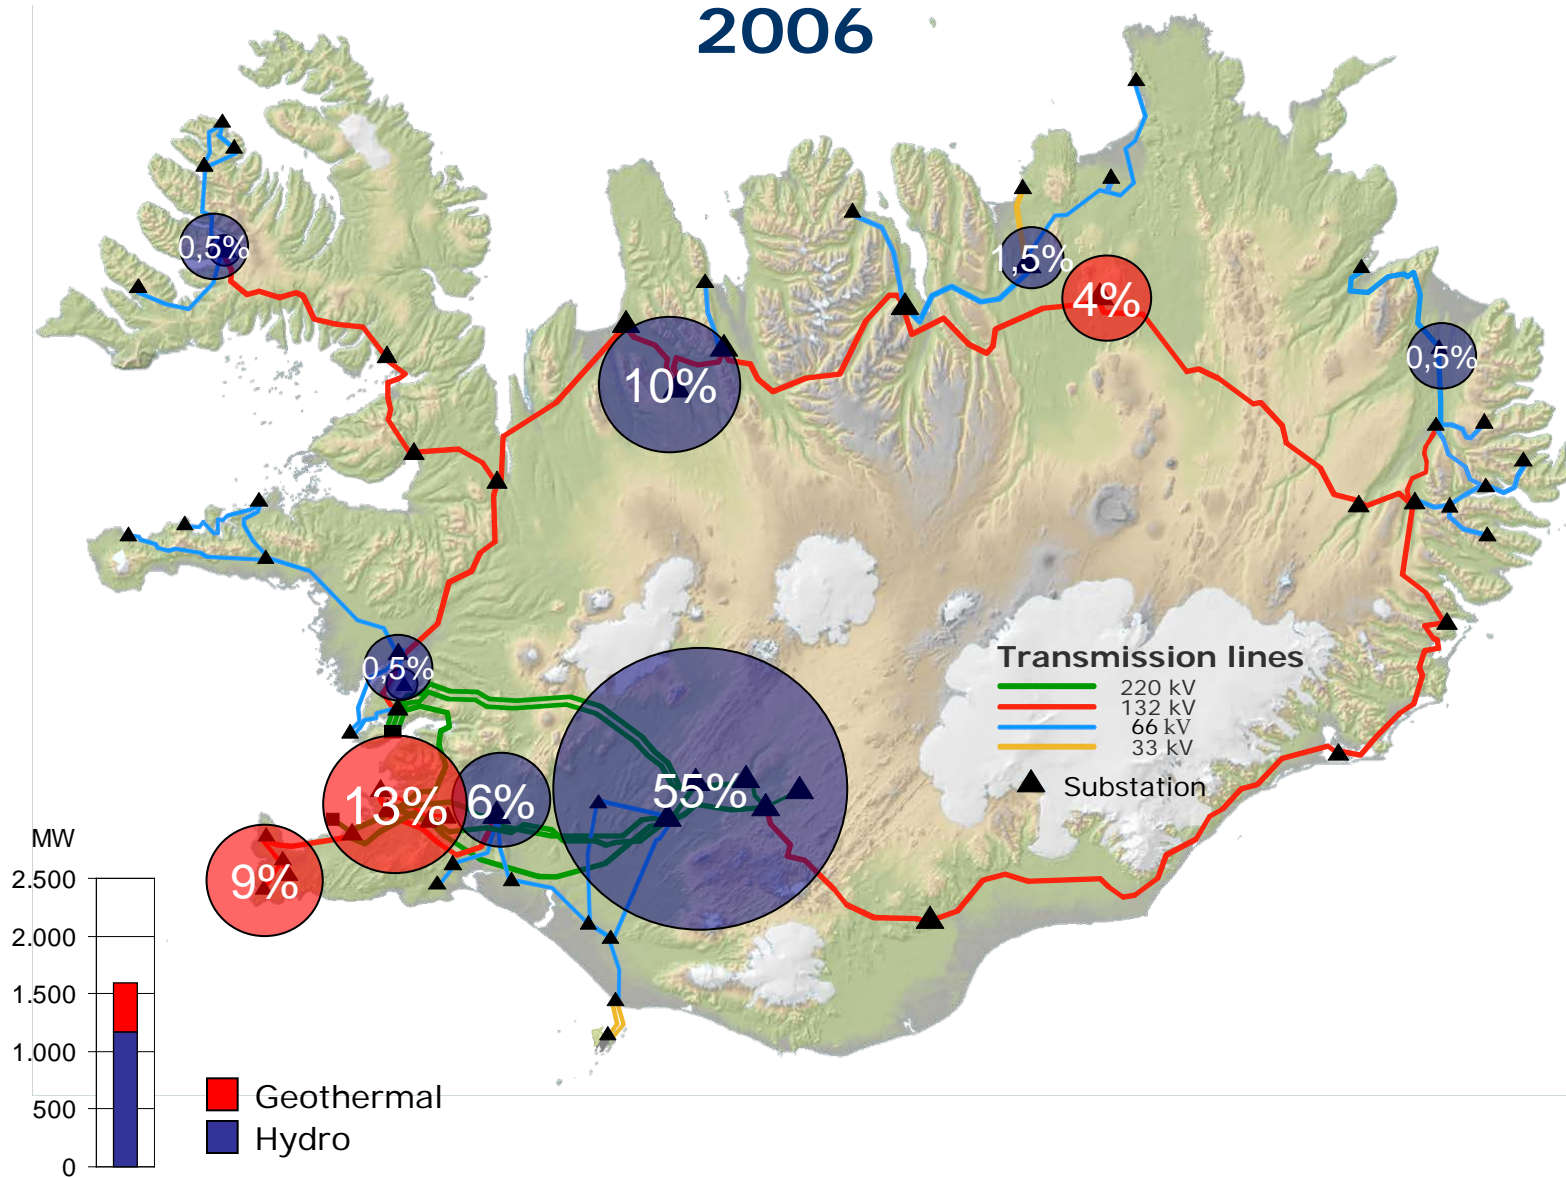 2006
0,5%
1,5%
4%
0,5%
10%
0,5%
Transmission lines
220 kV
132 kV
66 kV
33 kV
Substation
13%
6%
55%
9%
MW
2.500
2.000
1.500
1.000
500
0
Geothermal
Hydro